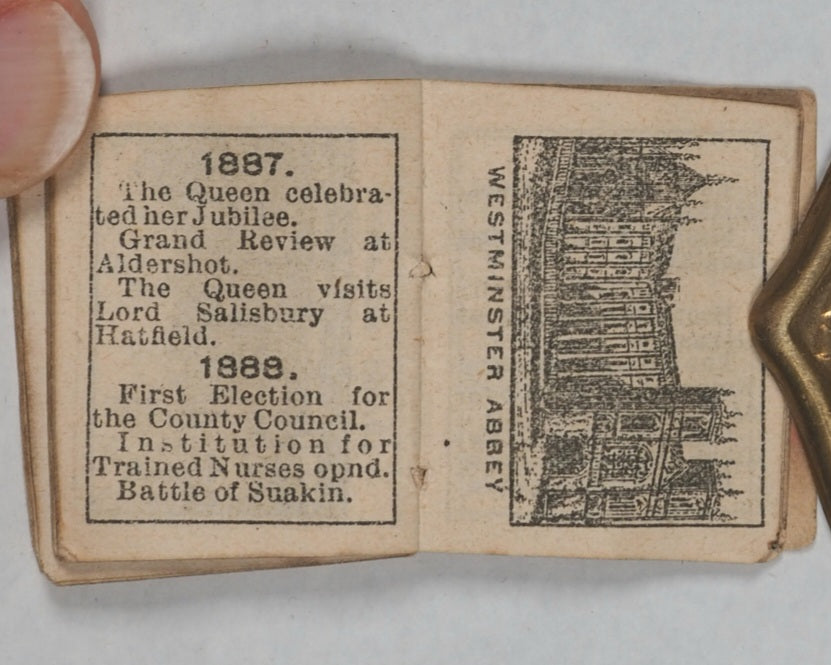 1887.
The Queen celebra-
ted her Jubilee.
Grand Review at
Aldershot.
The Queen visits
Lord Salisbury at
Hatfield.
1888.
First Election for
the County Council.
Institution for
Trained Nurses opnd.
Battle of Suakin.
WESTMINSTER ABBEY